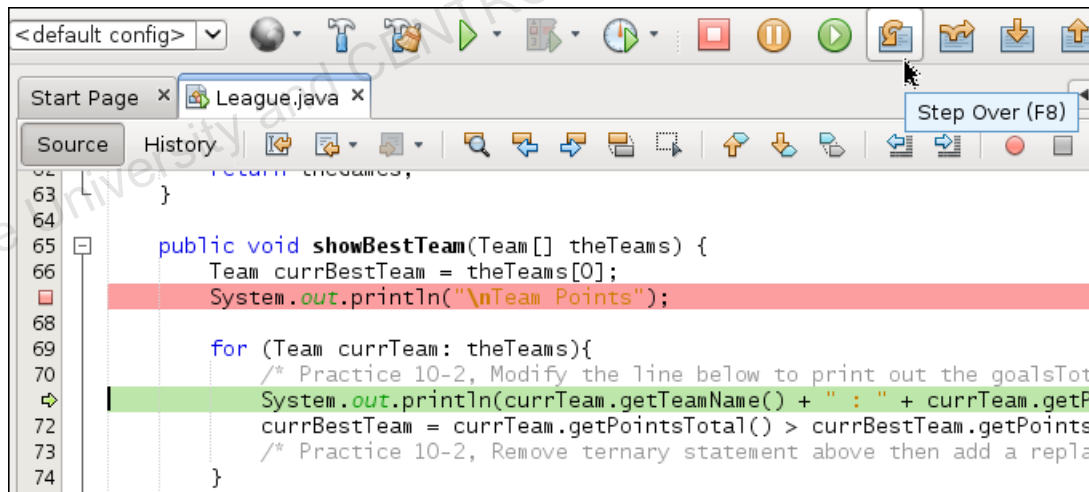 <default config>
Start Page × League.java ×
Step Over (F8)
Source History
63 }
64
65 public void showBestTeam(Team[] theTeams) {
66 Team currBestTeam = theTeams[0];
System.out.println("\nTeam Points");
68
69 for (Team currTeam: theTeams){
70 /* Practice 10-2, Modify the line below to print out the goalsTot
System.out.println(currTeam.getTeamName() + " : " + currTeam.getP
72 currBestTeam = currTeam.getPointsTotal() > currBestTeam.getPoints
73 /* Practice 10-2, Remove ternary statement above then add a repla
74 }
University and